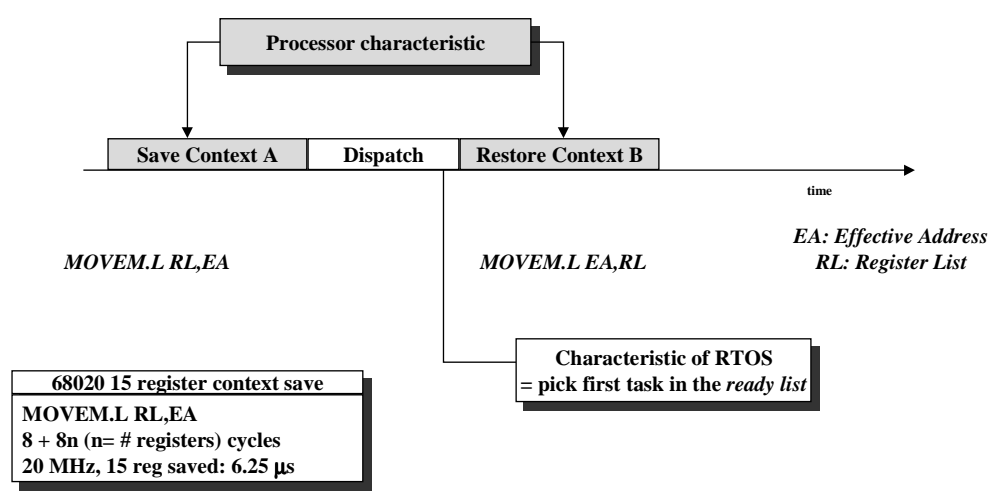 Processor characteristic
Save Context A
Dispatch
Restore Context B
time
MOVEM.L RL,EA
MOVEM.L EA,RL
EA: Effective Address
RL: Register List
Characteristic of RTOS
= pick first task in the ready list
68020 15 register context save
MOVEM.L RL,EA
8 + 8n (n= # registers) cycles
20 MHz, 15 reg saved: 6.25 μs